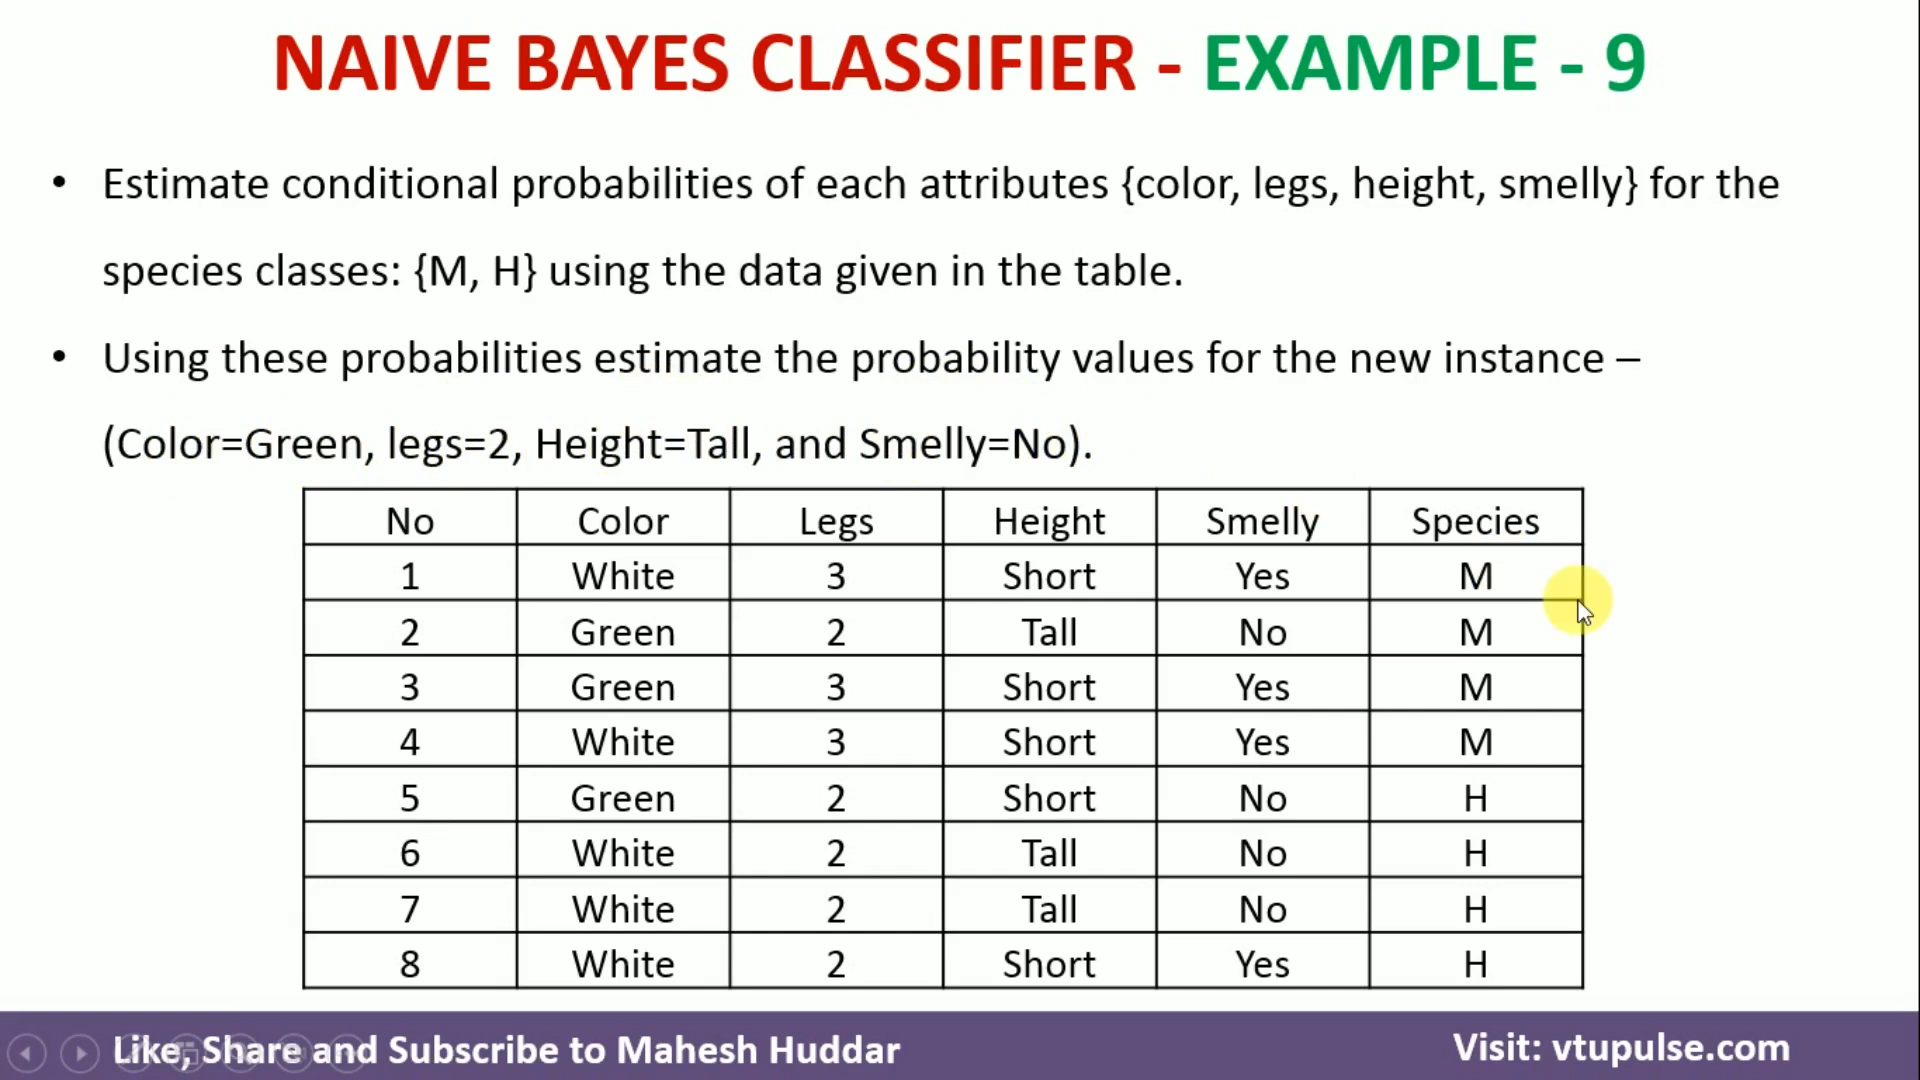 NAIVE BAYES CLASSIFIER - EXAMPLE - 9
• Estimate conditional probabilities of each attributes {color, legs, height, smelly} for the
species classes: {M, H} using the data given in the table.
• Using these probabilities estimate the probability values for the new instance –
(Color=Green, legs=2, Height=Tall, and Smelly=No).
No Color Legs Height Smelly Species
1 White 3 Short Yes M
2 Green 2 Tall No M
3 Green 3 Short Yes M
4 White 3 Short Yes M
5 Green 2 Short No H
6 White 2 Tall No H
7 White 2 Tall No H
8 White 2 Short Yes H
Like, Share and Subscribe to Mahesh Huddar Visit: vtupulse.com